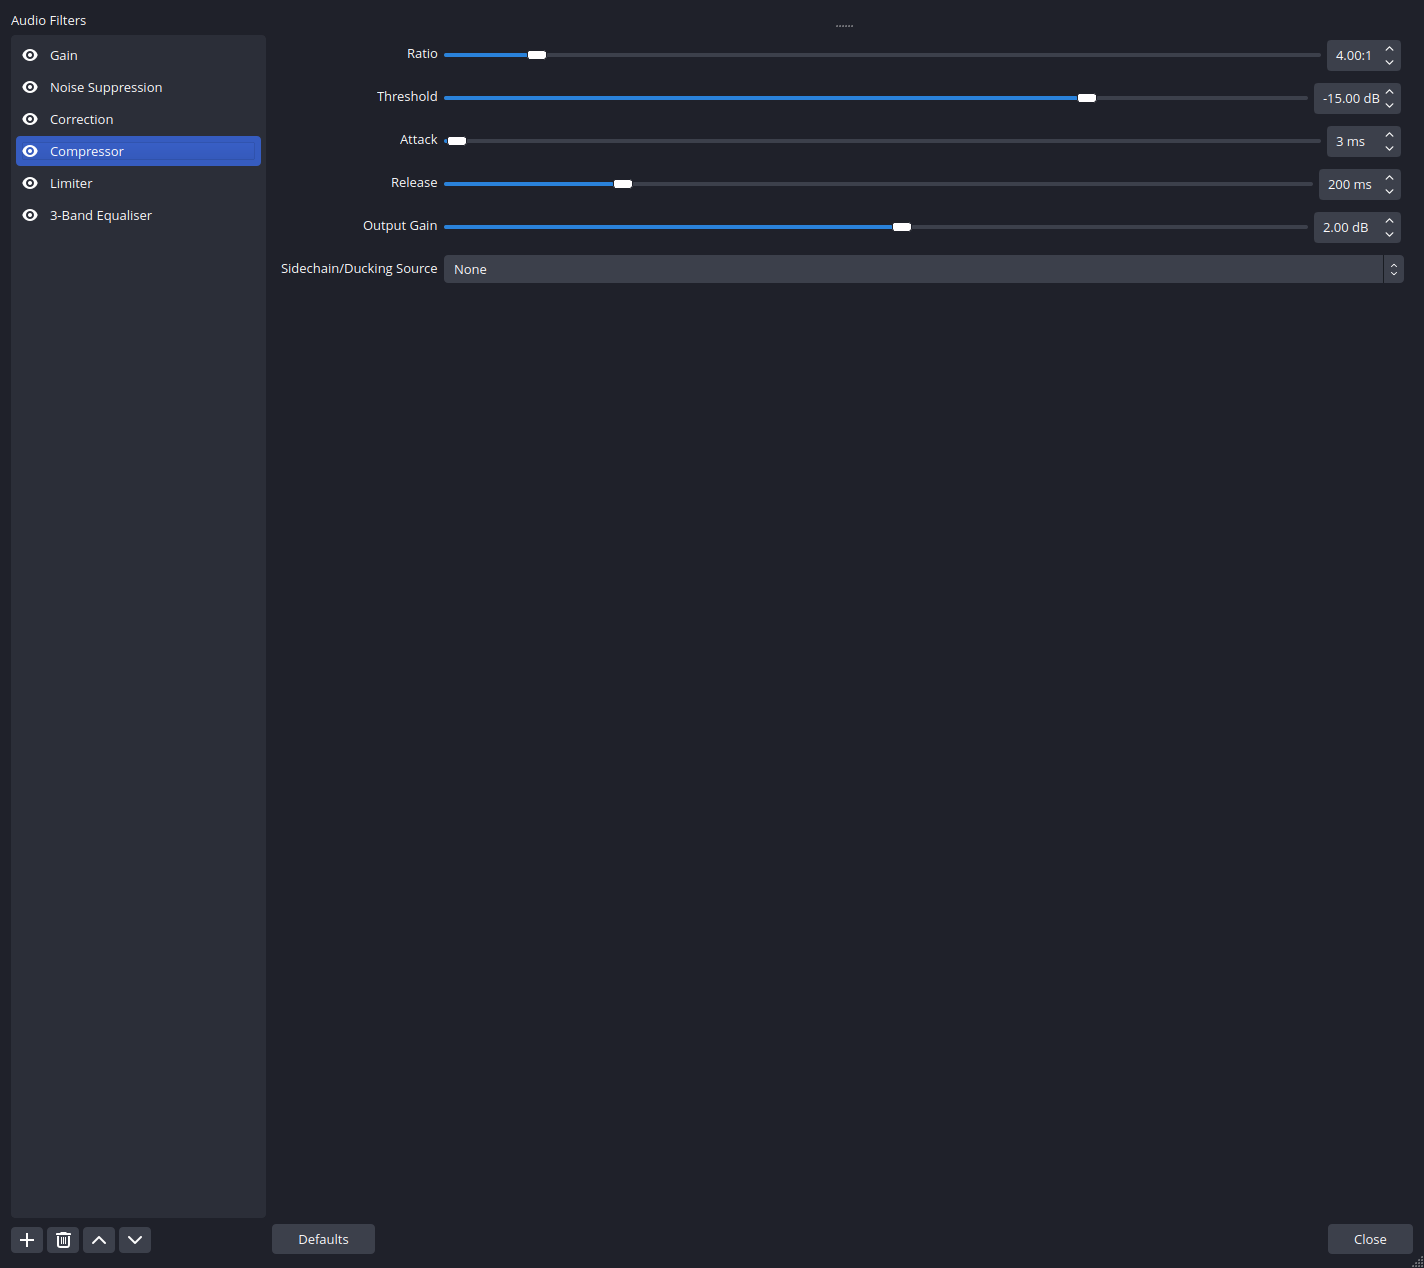 Audio Filters
Gain
Noise Suppression
Correction
Compressor
Limiter
3-Band Equaliser
Ratio 4.00:1
Threshold -15.00 dB
Attack 3 ms
Release 200 ms
Output Gain 2.00 dB
Sidechain/Ducking Source None
Defaults Close